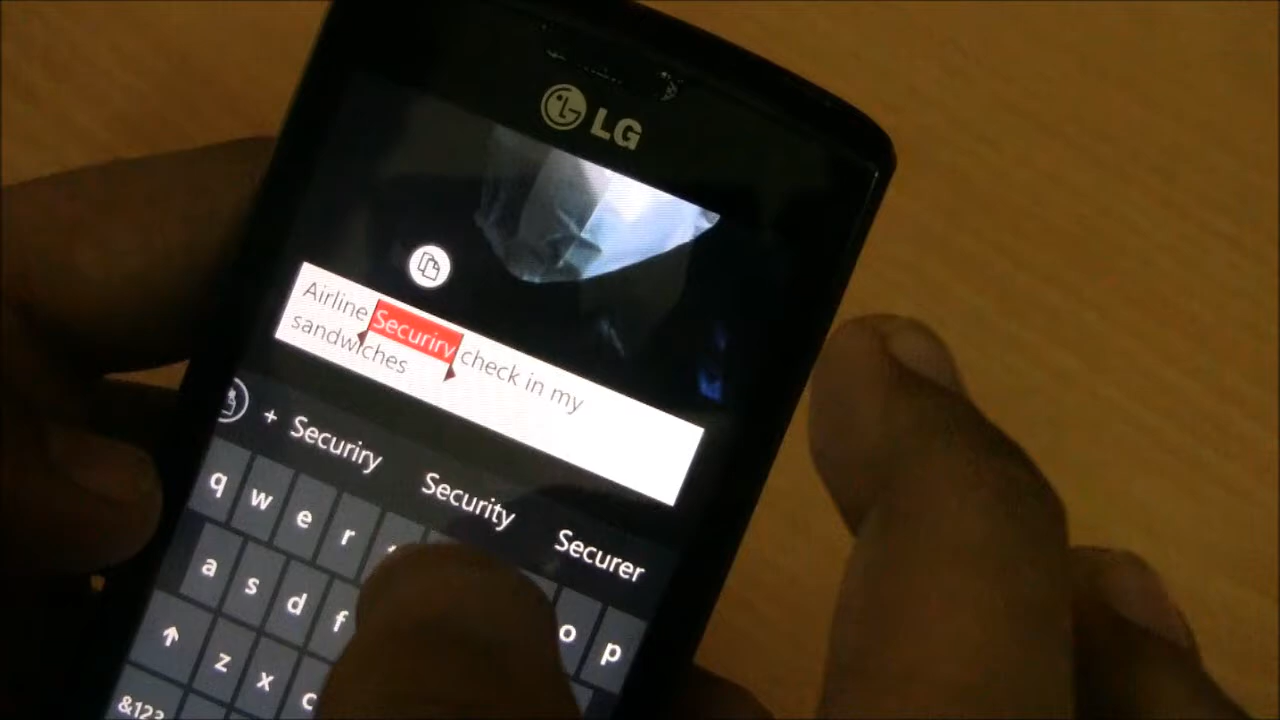 LG
Airline Securiry check in my
sandwiches
+ Securiry Security Securer
q w e r o p
a s d f
z x c
&123